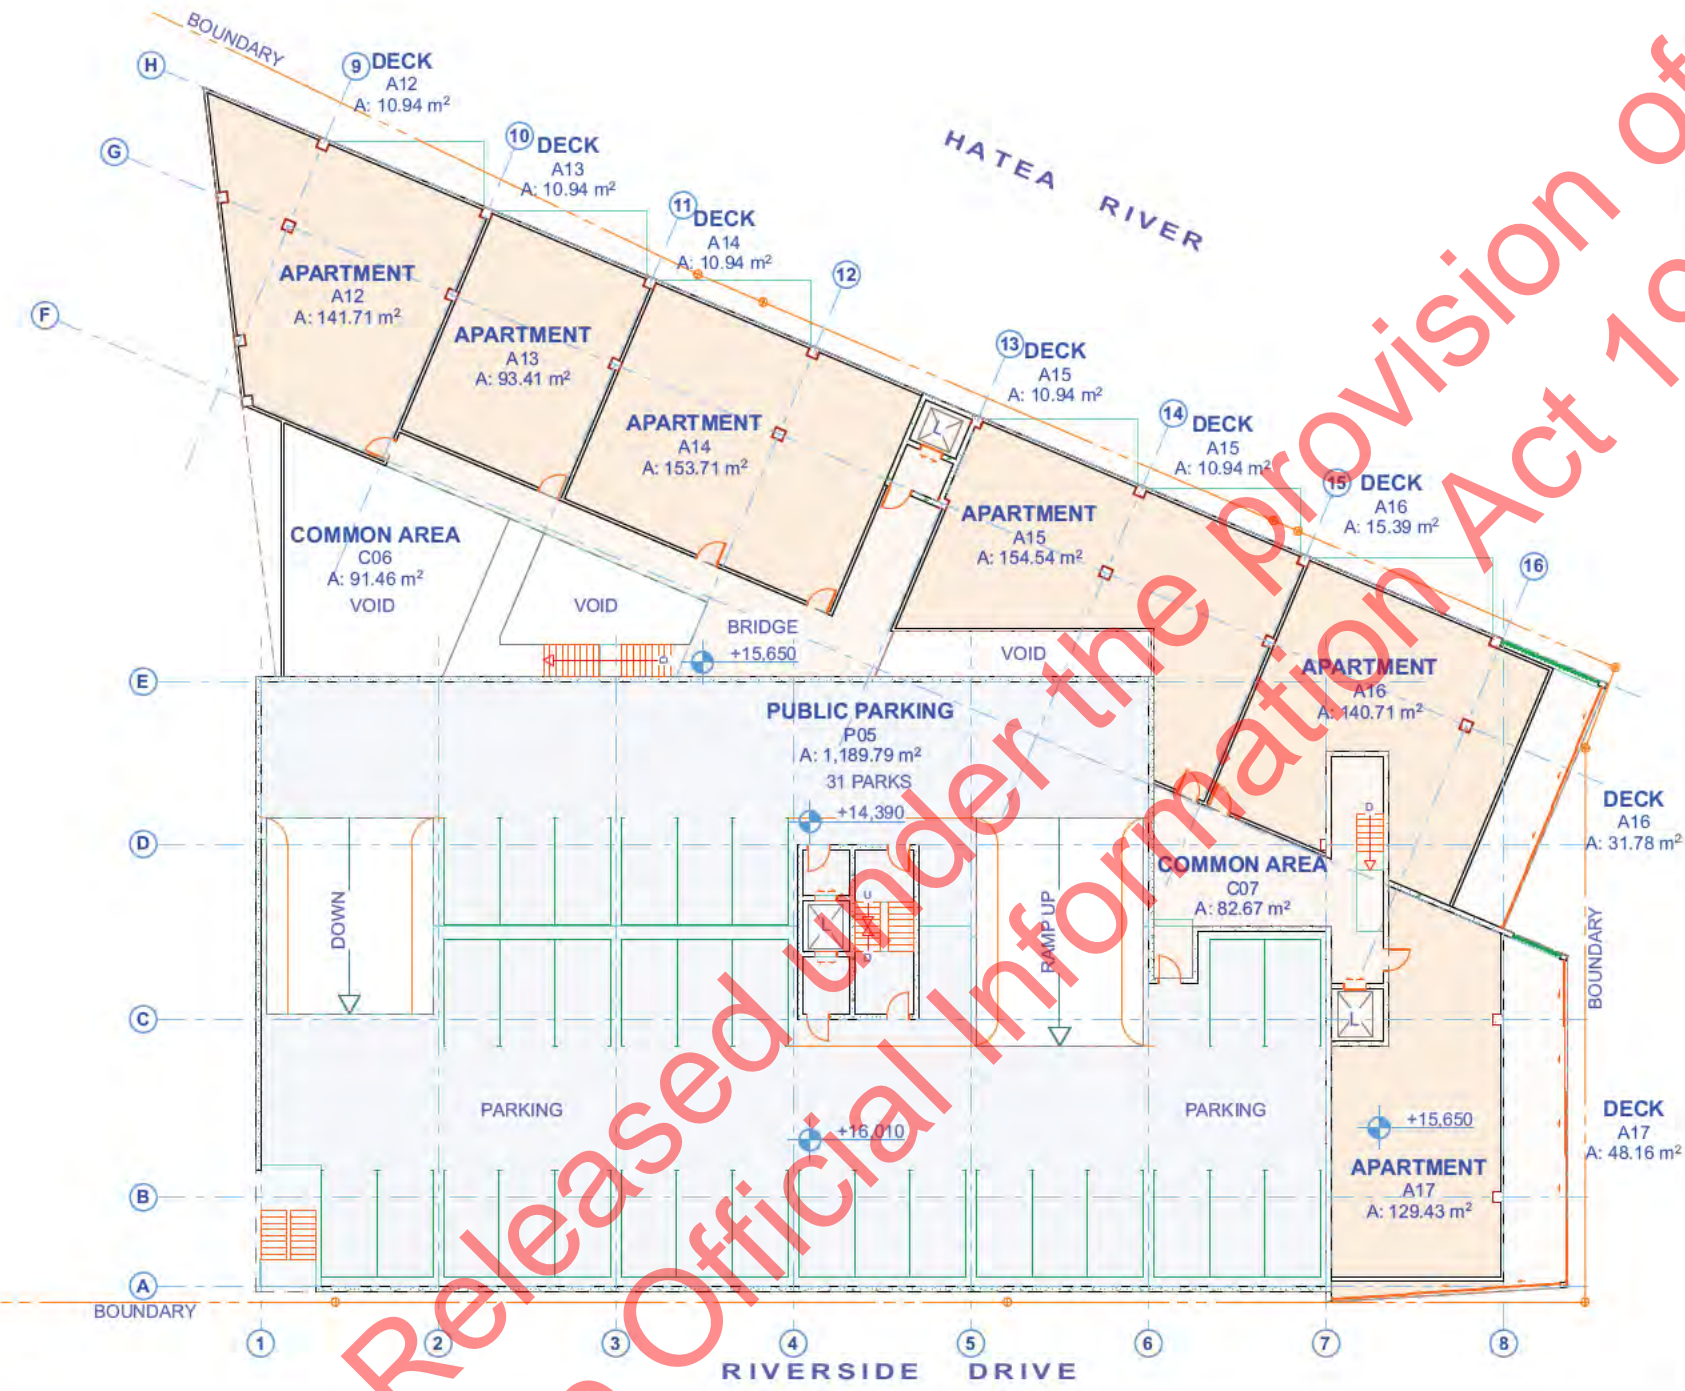 BOUNDARY
H
9
DECK
A12
A: 10.94 m²
G
10
DECK
A13
A: 10.94 m²
HATEA RIVER
11
DECK
A14
A: 10.94 m²
12
APARTMENT
A12
A: 141.71 m²
F
APARTMENT
A13
A: 93.41 m²
13
DECK
A15
A: 10.94 m²
APARTMENT
A14
A: 153.71 m²
L
14
DECK
A15
A: 10.94 m²
15
DECK
A16
A: 15.39 m²
APARTMENT
A15
A: 154.54 m²
COMMON AREA
C06
A: 91.46 m²
VOID
VOID
16
BRIDGE
+15,650
VOID
D
APARTMENT
A16
A: 140.71 m²
E
PUBLIC PARKING
P05
A: 1,189.79 m²
31 PARKS
+14,390
D
D
DECK
A16
A: 31.78 m²
COMMON AREA
C07
A: 82.67 m²
DOWN
U
L
D
RAMP UP
BOUNDARY
C
L
PARKING
PARKING
+16,010
+15,650
DECK
A17
A: 48.16 m²
APARTMENT
A17
A: 129.43 m²
B
A
BOUNDARY
1
2
3
4
5
6
7
8
RIVERSIDE DRIVE
Released under the provision of
Official Information Act